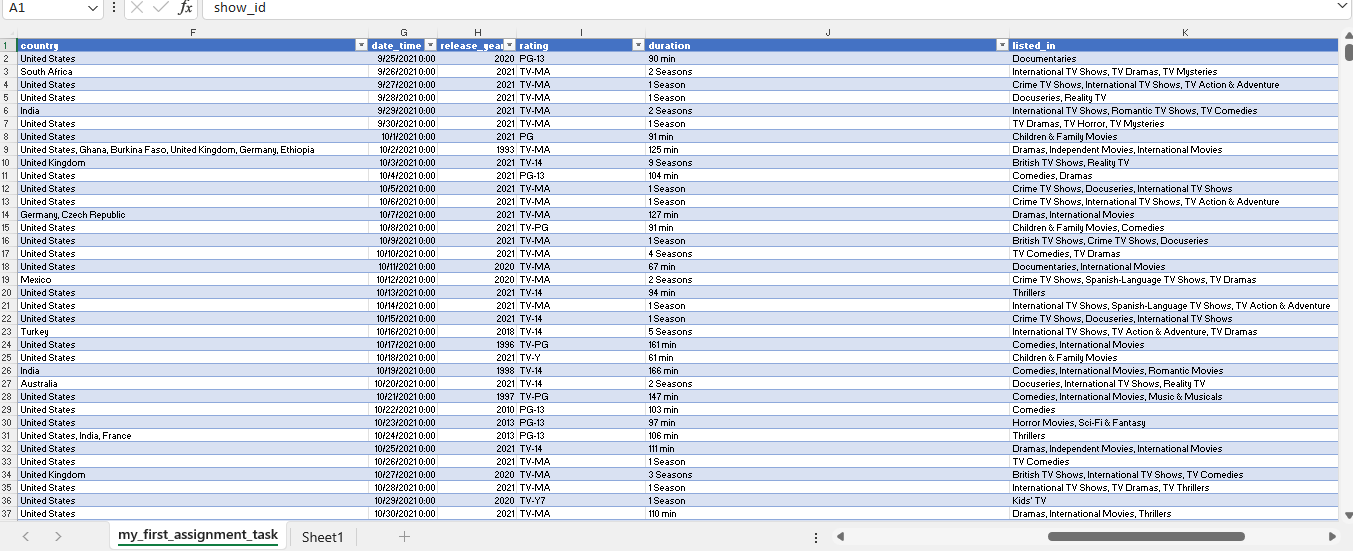 A1 fx show_id
F G H I J K
1 country date_time release_year rating duration listed_in
2 United States 9/25/2021 0:00 2020 PG-13 90 min Documentaries
3 South Africa 9/26/2021 0:00 2021 TV-MA 2 Seasons International TV Shows, TV Dramas, TV Mysteries
4 United States 9/27/2021 0:00 2021 TV-MA 1 Season Crime TV Shows, International TV Shows, TV Action & Adventure
5 United States 9/28/2021 0:00 2021 TV-MA 1 Season Docuseries, Reality TV
6 India 9/29/2021 0:00 2021 TV-MA 2 Seasons International TV Shows, Romantic TV Shows, TV Comedies
7 United States 9/30/2021 0:00 2021 TV-MA 1 Season TV Dramas, TV Horror, TV Mysteries
8 United States 10/1/2021 0:00 2021 PG 91 min Children & Family Movies
9 United States, Ghana, Burkina Faso, United Kingdom, Germany, Ethiopia 10/2/2021 0:00 1993 TV-MA 125 min Dramas, Independent Movies, International Movies
10 United Kingdom 10/3/2021 0:00 2021 TV-14 9 Seasons British TV Shows, Reality TV
11 United States 10/4/2021 0:00 2021 PG-13 104 min Comedies, Dramas
12 United States 10/5/2021 0:00 2021 TV-MA 1 Season Crime TV Shows, Docuseries, International TV Shows
13 United States 10/6/2021 0:00 2021 TV-MA 1 Season Crime TV Shows, International TV Shows, TV Action & Adventure
14 Germany, Czech Republic 10/7/2021 0:00 2021 TV-MA 127 min Dramas, International Movies
15 United States 10/8/2021 0:00 2021 TV-PG 91 min Children & Family Movies, Comedies
16 United States 10/9/2021 0:00 2021 TV-MA 1 Season British TV Shows, Crime TV Shows, Docuseries
17 United States 10/10/2021 0:00 2021 TV-MA 4 Seasons TV Comedies, TV Dramas
18 United States 10/11/2021 0:00 2020 TV-MA 67 min Documentaries, International Movies
19 Mexico 10/12/2021 0:00 2020 TV-MA 2 Seasons Crime TV Shows, Spanish-Language TV Shows, TV Dramas
20 United States 10/13/2021 0:00 2021 TV-14 94 min Thrillers
21 United States 10/14/2021 0:00 2021 TV-MA 1 Season International TV Shows, Spanish-Language TV Shows, TV Action & Adventure
22 United States 10/15/2021 0:00 2021 TV-14 1 Season Crime TV Shows, Docuseries, International TV Shows
23 Turkey 10/16/2021 0:00 2018 TV-14 5 Seasons International TV Shows, TV Action & Adventure, TV Dramas
24 United States 10/17/2021 0:00 1996 TV-PG 161 min Comedies, International Movies
25 United States 10/18/2021 0:00 2021 TV-Y 61 min Children & Family Movies
26 India 10/19/2021 0:00 1998 TV-14 166 min Comedies, International Movies, Romantic Movies
27 Australia 10/20/2021 0:00 2021 TV-14 2 Seasons Docuseries, International TV Shows, Reality TV
28 United States 10/21/2021 0:00 1997 TV-PG 147 min Comedies, International Movies, Music & Musicals
29 United States 10/22/2021 0:00 2010 PG-13 103 min Comedies
30 United States 10/23/2021 0:00 2013 PG-13 97 min Horror Movies, Sci-Fi & Fantasy
31 United States, India, France 10/24/2021 0:00 2013 PG-13 106 min Thrillers
32 United States 10/25/2021 0:00 2021 TV-14 111 min Dramas, Independent Movies, International Movies
33 United States 10/26/2021 0:00 2021 TV-MA 1 Season TV Comedies
34 United Kingdom 10/27/2021 0:00 2020 TV-MA 3 Seasons British TV Shows, International TV Shows, TV Comedies
35 United States 10/28/2021 0:00 2021 TV-MA 1 Season International TV Shows, TV Dramas, TV Thrillers
36 United States 10/29/2021 0:00 2020 TV-Y7 1 Season Kids' TV
37 United States 10/30/2021 0:00 2021 TV-MA 110 min Dramas, International Movies, Thrillers
my_first_assignment_task Sheet1